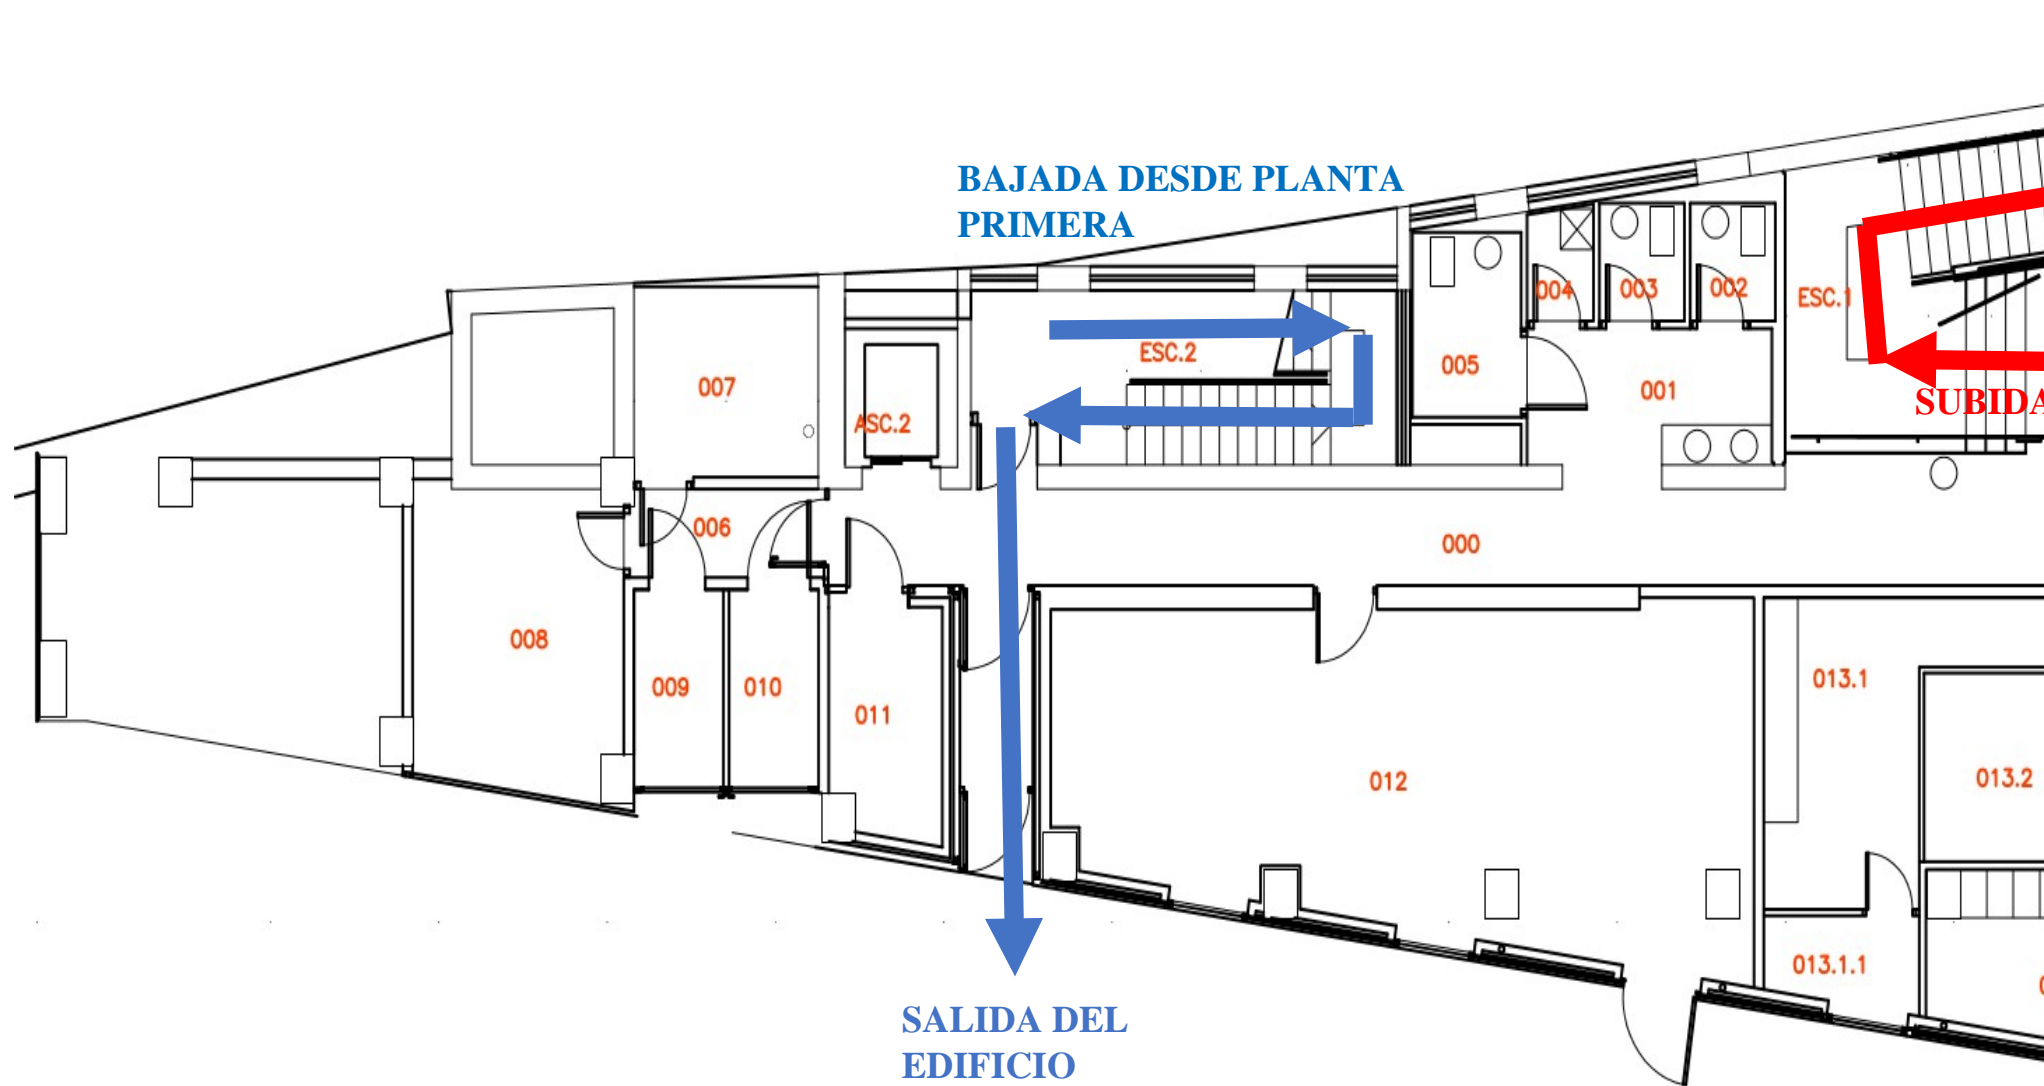 BAJADA DESDE PLANTA
PRIMERA
004
003
002
ESC.1
ESC.2
005
007
001
ASC.2
SUBIDA
006
000
008
009
010
011
013.1
012
013.2
013.1.1
SALIDA DEL
EDIFICIO